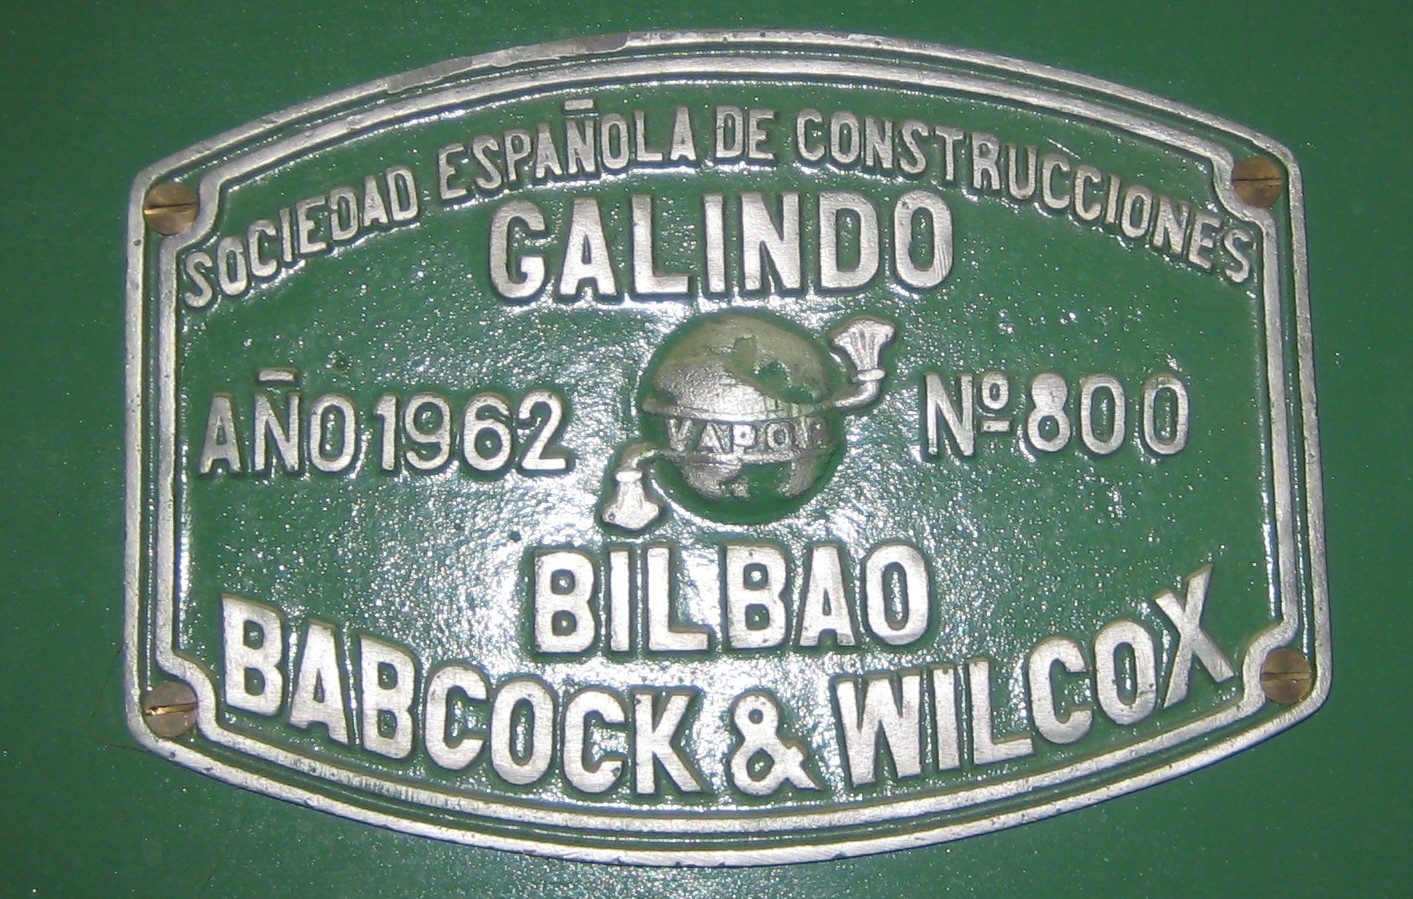 SOCIEDAD ESPAÑOLA DE CONSTRUCCIONES
GALINDO
AÑO 1962
VAPOR
Nº 800
BILBAO
BABCOCK & WILCOX